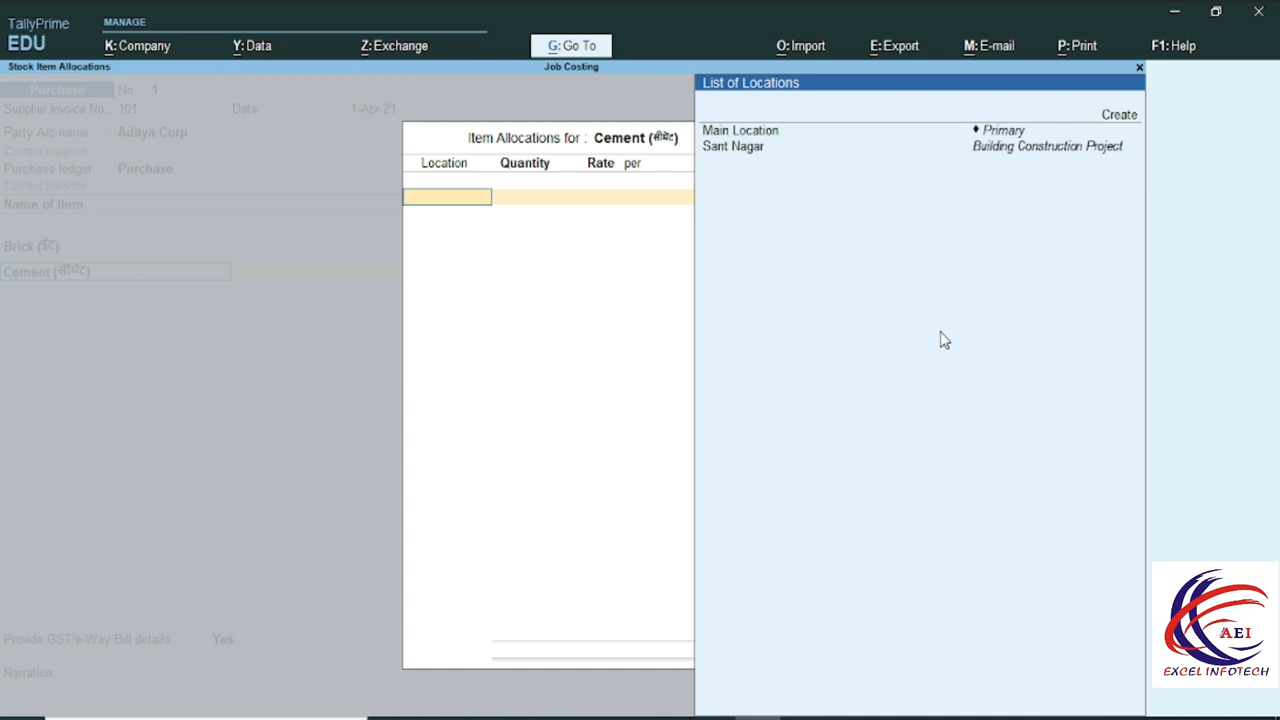 TallyPrime
EDU
MANAGE
K:Company
Y:Data
Z:Exchange
G:Go To
O:Import
E:Export
M:E-mail
P:Print
F1:Help
Stock Item Allocations
Job Costing
Purchase No. 1
Supplier Invoice No.: 101 Date : 1-Apr-21
Party A/c name : Aditya Corp
Current balance :
Purchase ledger : Purchase
Current balance :
Name of Item
Brick (ईंट)
Cement (सीमेंट)
Provide GST/e-Way Bill details : Yes
Narration:
Item Allocations for : Cement (सीमेंट)
Location Quantity Rate per
List of Locations
Create
Main Location ♦ Primary
Sant Nagar Building Construction Project
AEI
EXCEL INFOTECH